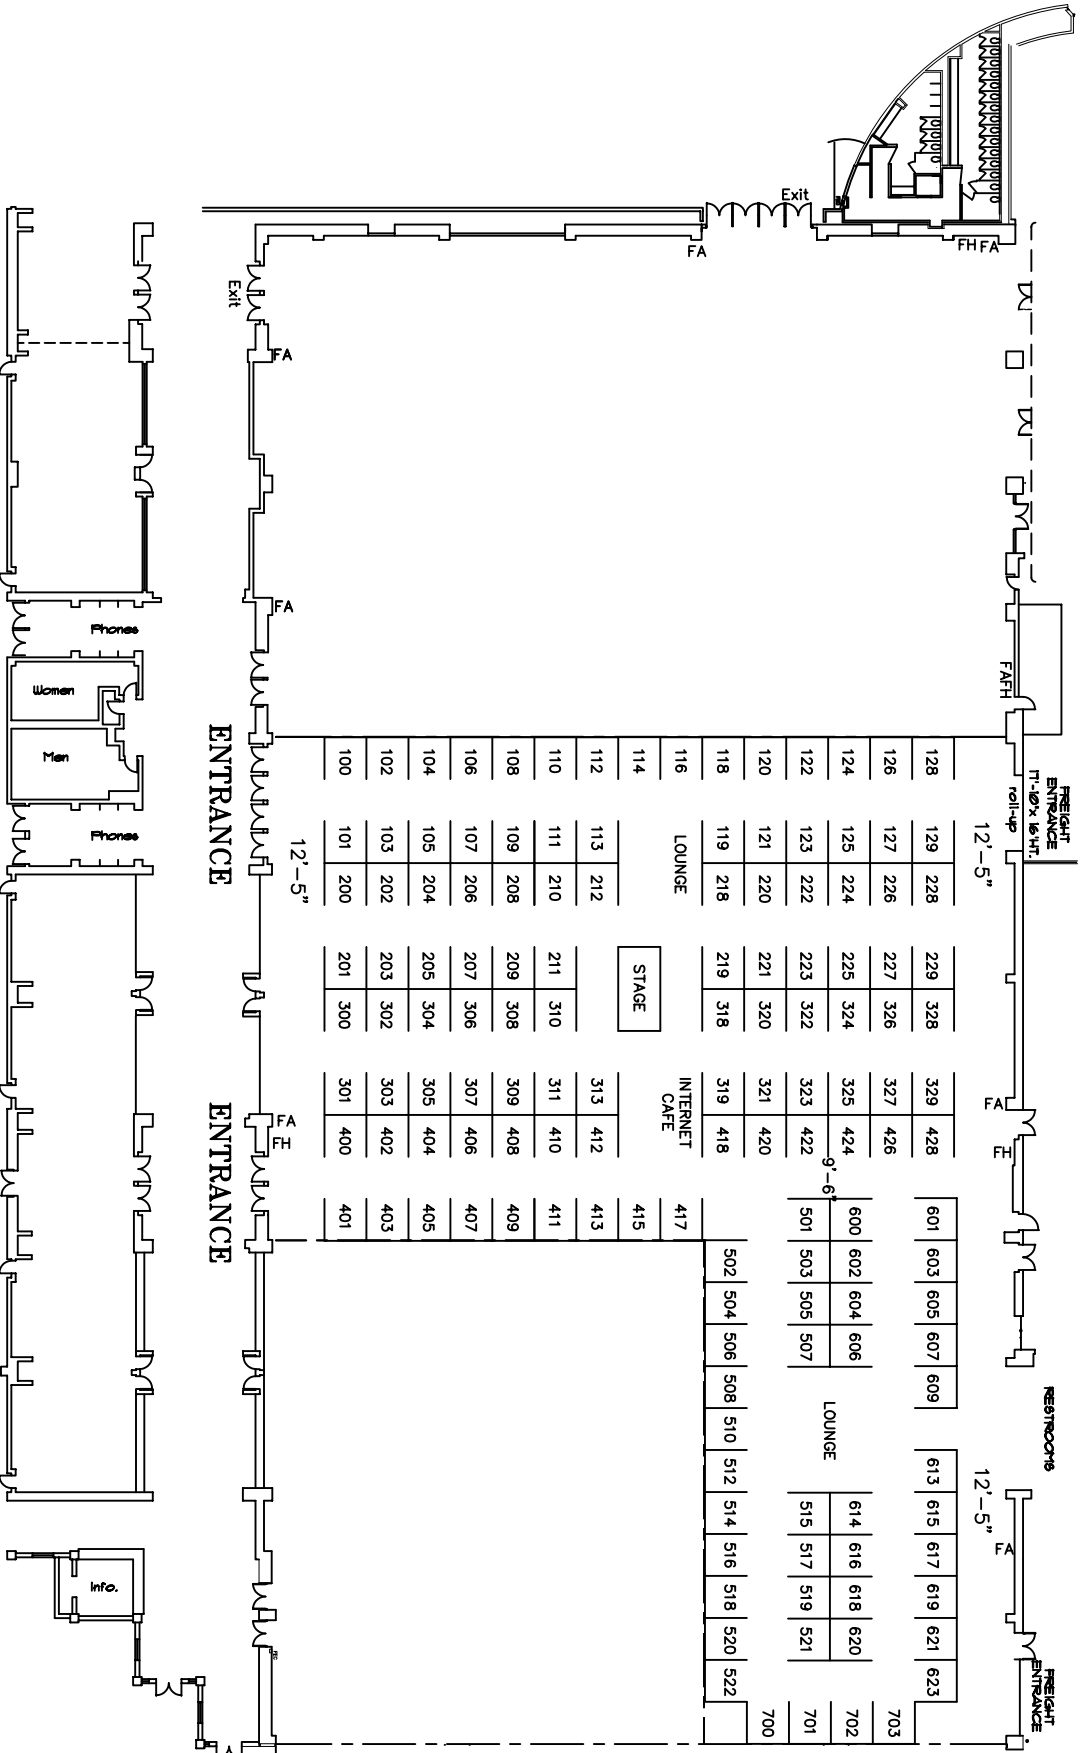 Exit
FH FA
FA
Exit
FA
FA
FAFH
Phones
Women
Men
Phones
ENTRANCE
FREIGHT
ENTRANCE
17'-10"x 16'HT.
roll-up
100 102 104 106 108 110 112 114 116 118 120 122 124 126 128
12'-5"
12'-5"
101 103 105 107 109 111 113 LOUNGE 119 121 123 125 127 129
200 202 204 206 208 210 212 218 220 222 224 226 228
201 203 205 207 209 211 STAGE 219 221 223 225 227 229
300 302 304 306 308 310 318 320 322 324 326 328
301 303 305 307 309 311 313 INTERNET
CAFE 319 321 323 325 327 329
400 402 404 406 408 410 412 418 420 422 424 426 428
FA
FH
FA
FH
ENTRANCE
9'-6"
401 403 405 407 409 411 413 415 417
501 600 601
502 503 602 603
504 505 604 605
506 507 606 607
508 609
510 LOUNGE
512 613
514 515 614 615
516 517 616 617
518 519 618 619
520 521 620 621
522 623
700 701 702 703
RESTROOMS
12'-5"
FA
Info.
FREIGHT
ENTRANCE